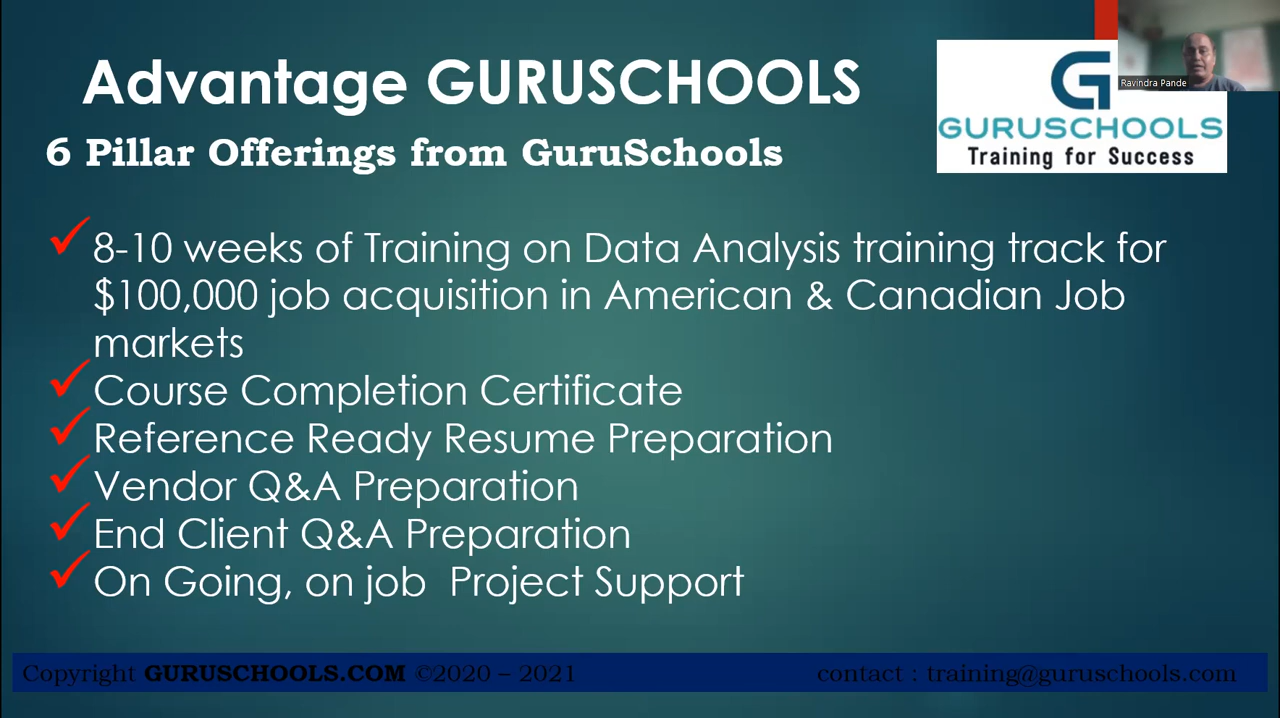 Advantage GURUSCHOOLS
6 Pillar Offerings from GuruSchools
G
GURUSCHOOLS
Training for Success
Ravindra Pande
8-10 weeks of Training on Data Analysis training track for
$100,000 job acquisition in American & Canadian Job
markets
Course Completion Certificate
Reference Ready Resume Preparation
Vendor Q&A Preparation
End Client Q&A Preparation
On Going, on job  Project Support
Copyright GURUSCHOOLS.COM ©2020 – 2021
contact : training@guruschools.com